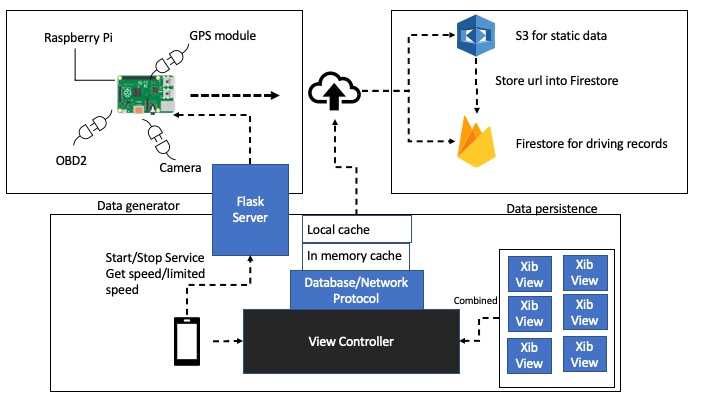 Raspberry Pi
GPS module
OBD2
Camera
Data generator
S3 for static data
Store url into Firestore
Firestore for driving records
Data persistence
Flask
Server
Local cache
In memory cache
Database/Network
Protocol
View Controller
Start/Stop Service
Get speed/limited
speed
Combined
Xib
View
Xib
View
Xib
View
Xib
View
Xib
View
Xib
View